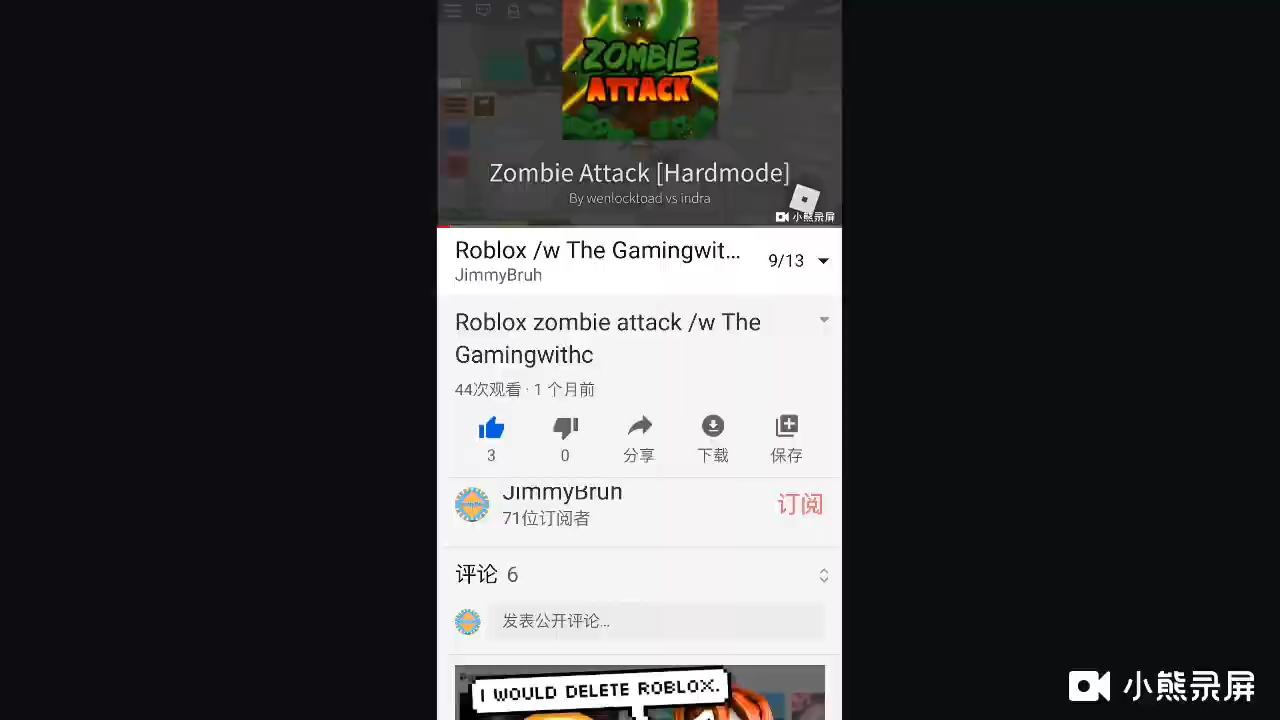 ZOMBIE
ATTACK
Zombie Attack [Hardmode]
By wenlocktoad vs indra
小熊录屏
Roblox /w The Gamingwit...
9/13
JimmyBruh
Roblox zombie attack /w The
Gamingwithc
44次观看 · 1 个月前
3
0
分享
下载
保存
JimmyBruh
71位订阅者
订阅
评论 6
发表公开评论...
I WOULD DELETE ROBLOX.
小熊录屏